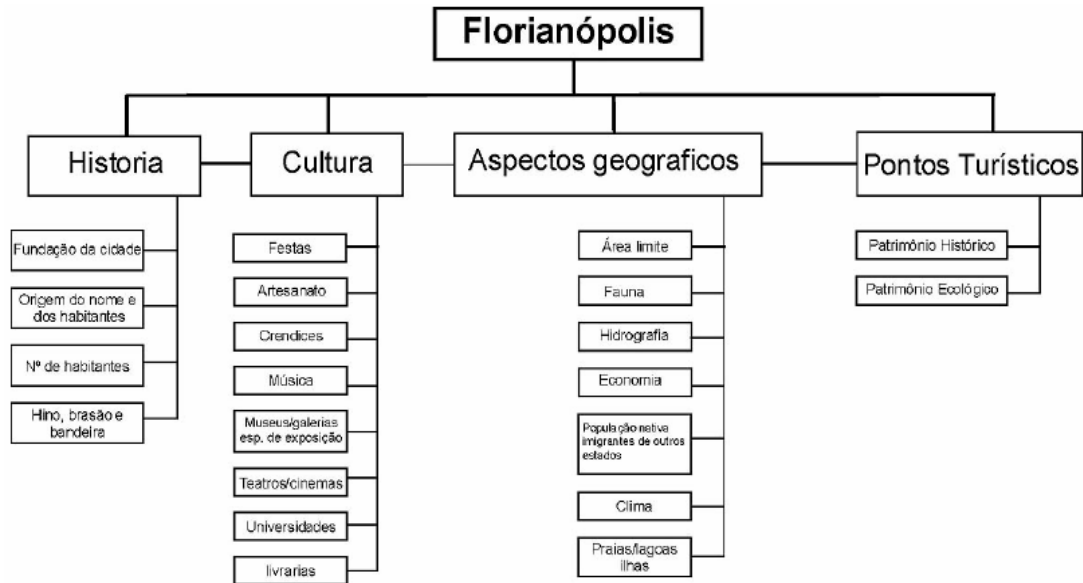 Florianópolis
Historia
Cultura
Aspectos geograficos
Pontos Turísticos
Fundação da cidade
Origem do nome e
dos habitantes
Nº de habitantes
Hino, brasão e
bandeira
Festas
Artesanato
Crendices
Música
Museus/galerias
esp. de exposição
Teatros/cinemas
Universidades
livrarias
Área limite
Fauna
Hidrografia
Economia
População nativa
imigrantes de outros
estados
Clima
Praias/lagoas
ilhas
Patrimônio Histórico
Patrimônio Ecológico